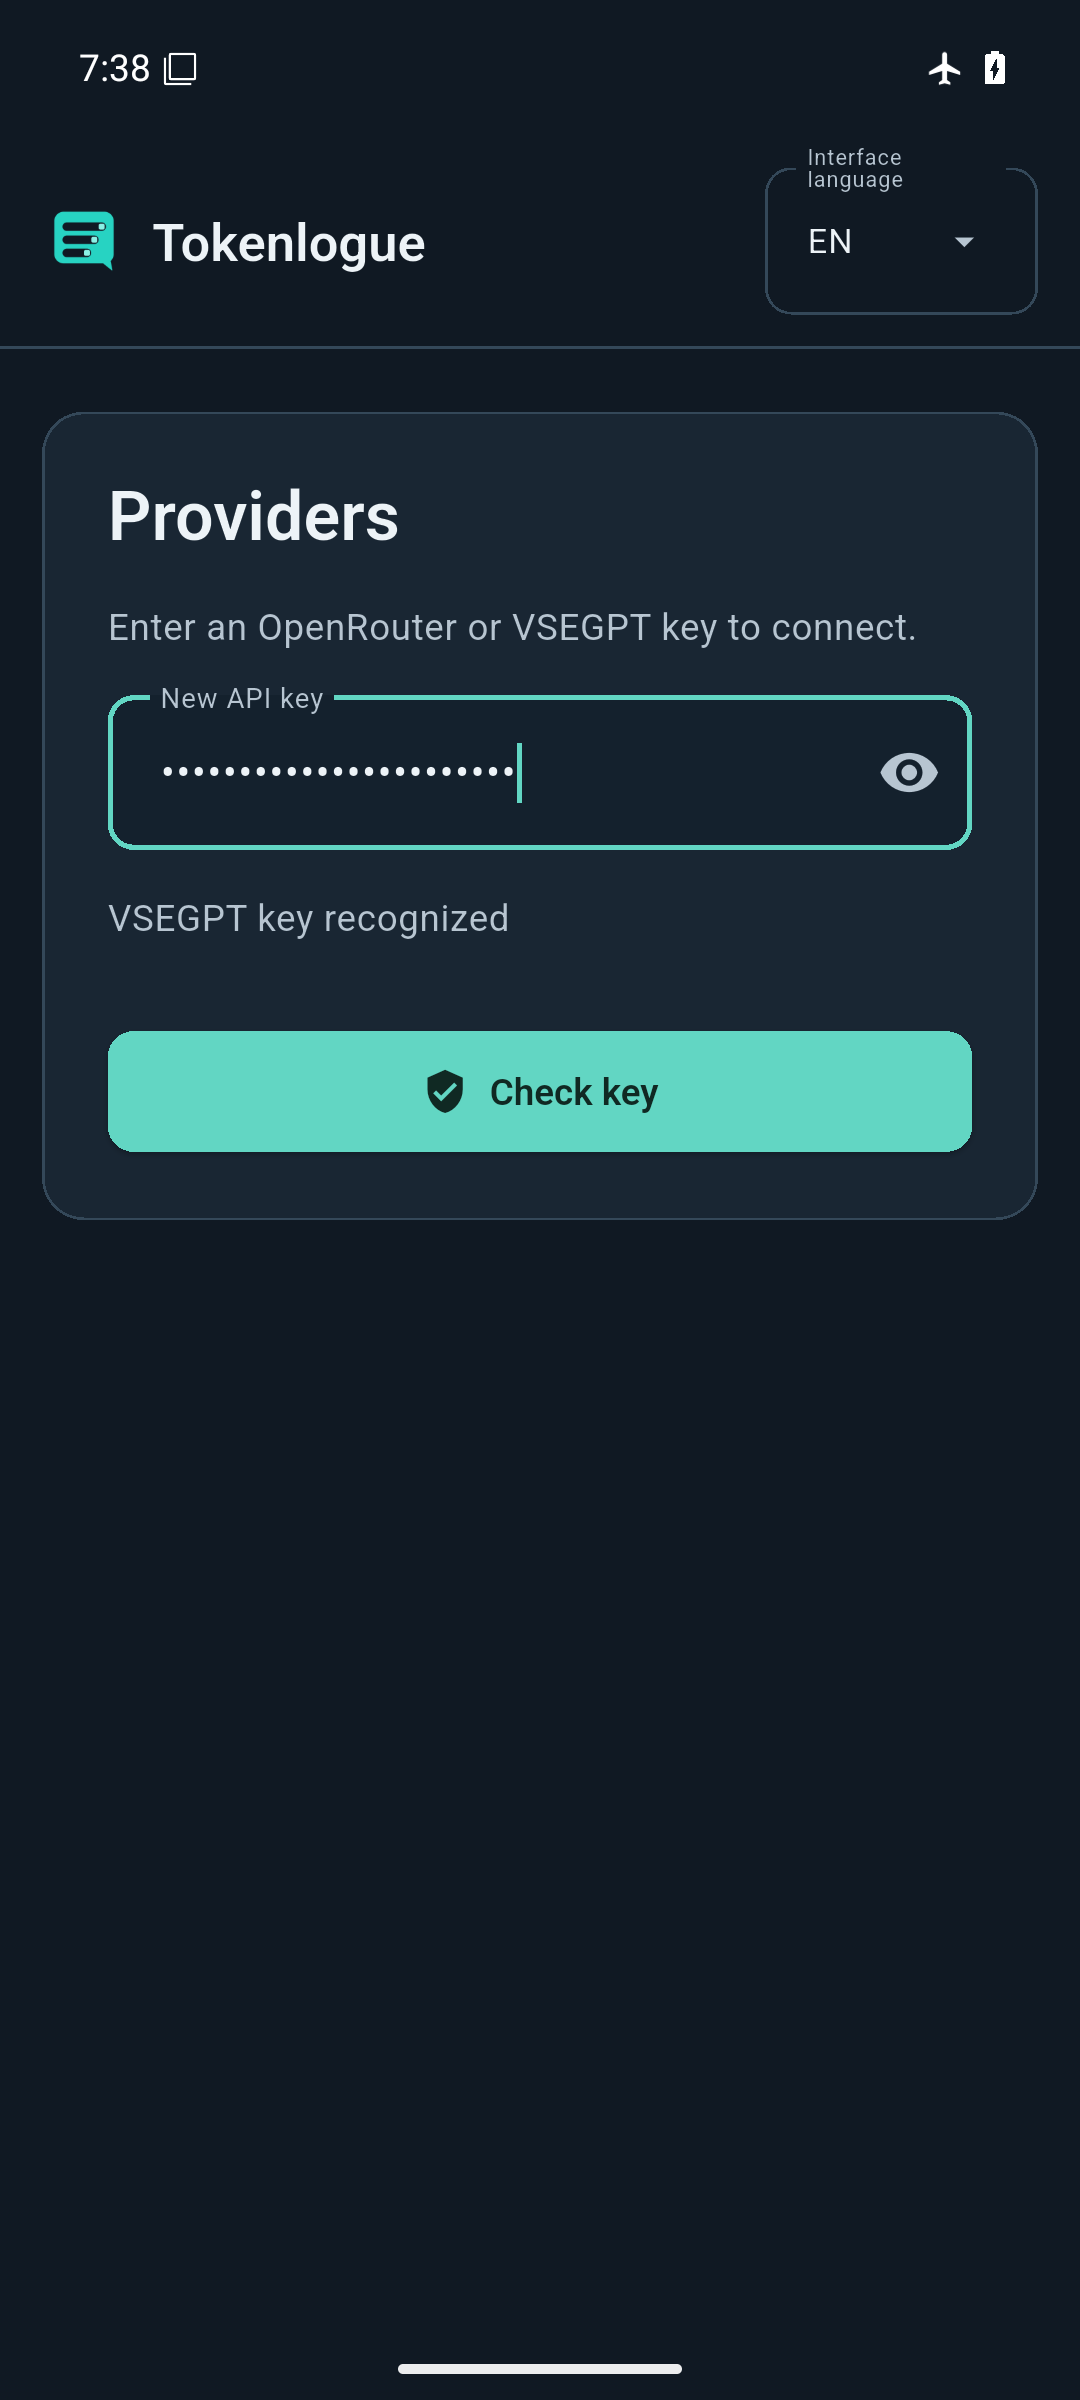 7:38
Interface
language
Tokenlogue
EN
Providers
Enter an OpenRouter or VSEGPT key to connect.
New API key
•••••••••••••••••••••••
VSEGPT key recognized
Check key